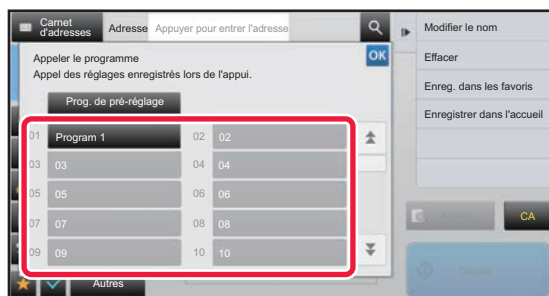 Carnet
d'adresses
Adresse
Appuyer pour entrer l'adresse
Appeler le programme
OK
Appel des réglages enregistrés lors de l'appui.
Prog. de pré-réglage
01 Program 1 02 02
03 03 04 04
05 05 06 06
07 07 08 08
09 09 10 10
Autres
Modifier le nom
Effacer
Enreg. dans les favoris
Enregistrer dans l'accueil
CA
Départ